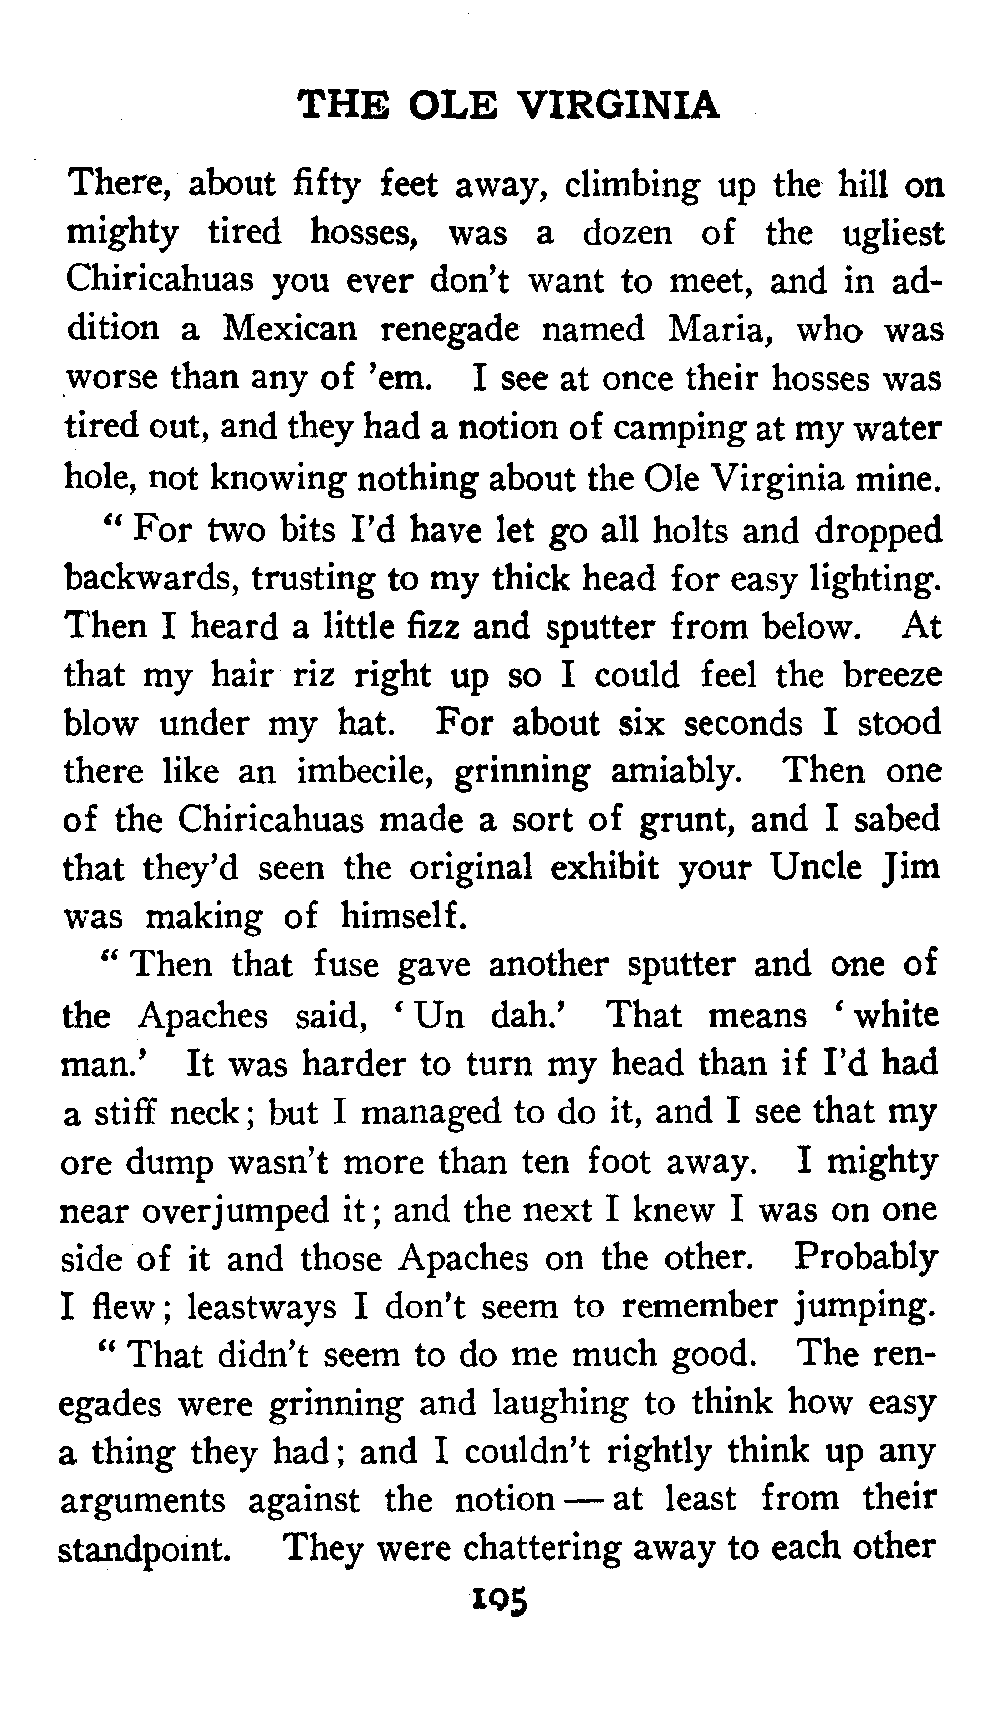 THE OLE VIRGINIA
There, about fifty feet away, climbing up the hill on
mighty tired hosses, was a dozen of the ugliest
Chiricahuas you ever don't want to meet, and in ad-
dition a Mexican renegade named Maria, who was
worse than any of 'em. I see at once their hosses was
tired out, and they had a notion of camping at my water
hole, not knowing nothing about the Ole Virginia mine.
“ For two bits I'd have let go all holts and dropped
backwards, trusting to my thick head for easy lighting.
Then I heard a little fizz and sputter from below. At
that my hair riz right up so I could feel the breeze
blow under my hat. For about six seconds I stood
there like an imbecile, grinning amiably. Then one
of the Chiricahuas made a sort of grunt, and I sabed
that they'd seen the original exhibit your Uncle Jim
was making of himself.
“ Then that fuse gave another sputter and one of
the Apaches said, ‘ Un dah.’ That means ‘ white
man.’ It was harder to turn my head than if I'd had
a stiff neck; but I managed to do it, and I see that my
ore dump wasn't more than ten foot away. I mighty
near overjumped it; and the next I knew I was on one
side of it and those Apaches on the other. Probably
I flew; leastways I don't seem to remember jumping.
“ That didn't seem to do me much good. The ren-
egades were grinning and laughing to think how easy
a thing they had; and I couldn't rightly think up any
arguments against the notion — at least from their
standpoint. They were chattering away to each other
195